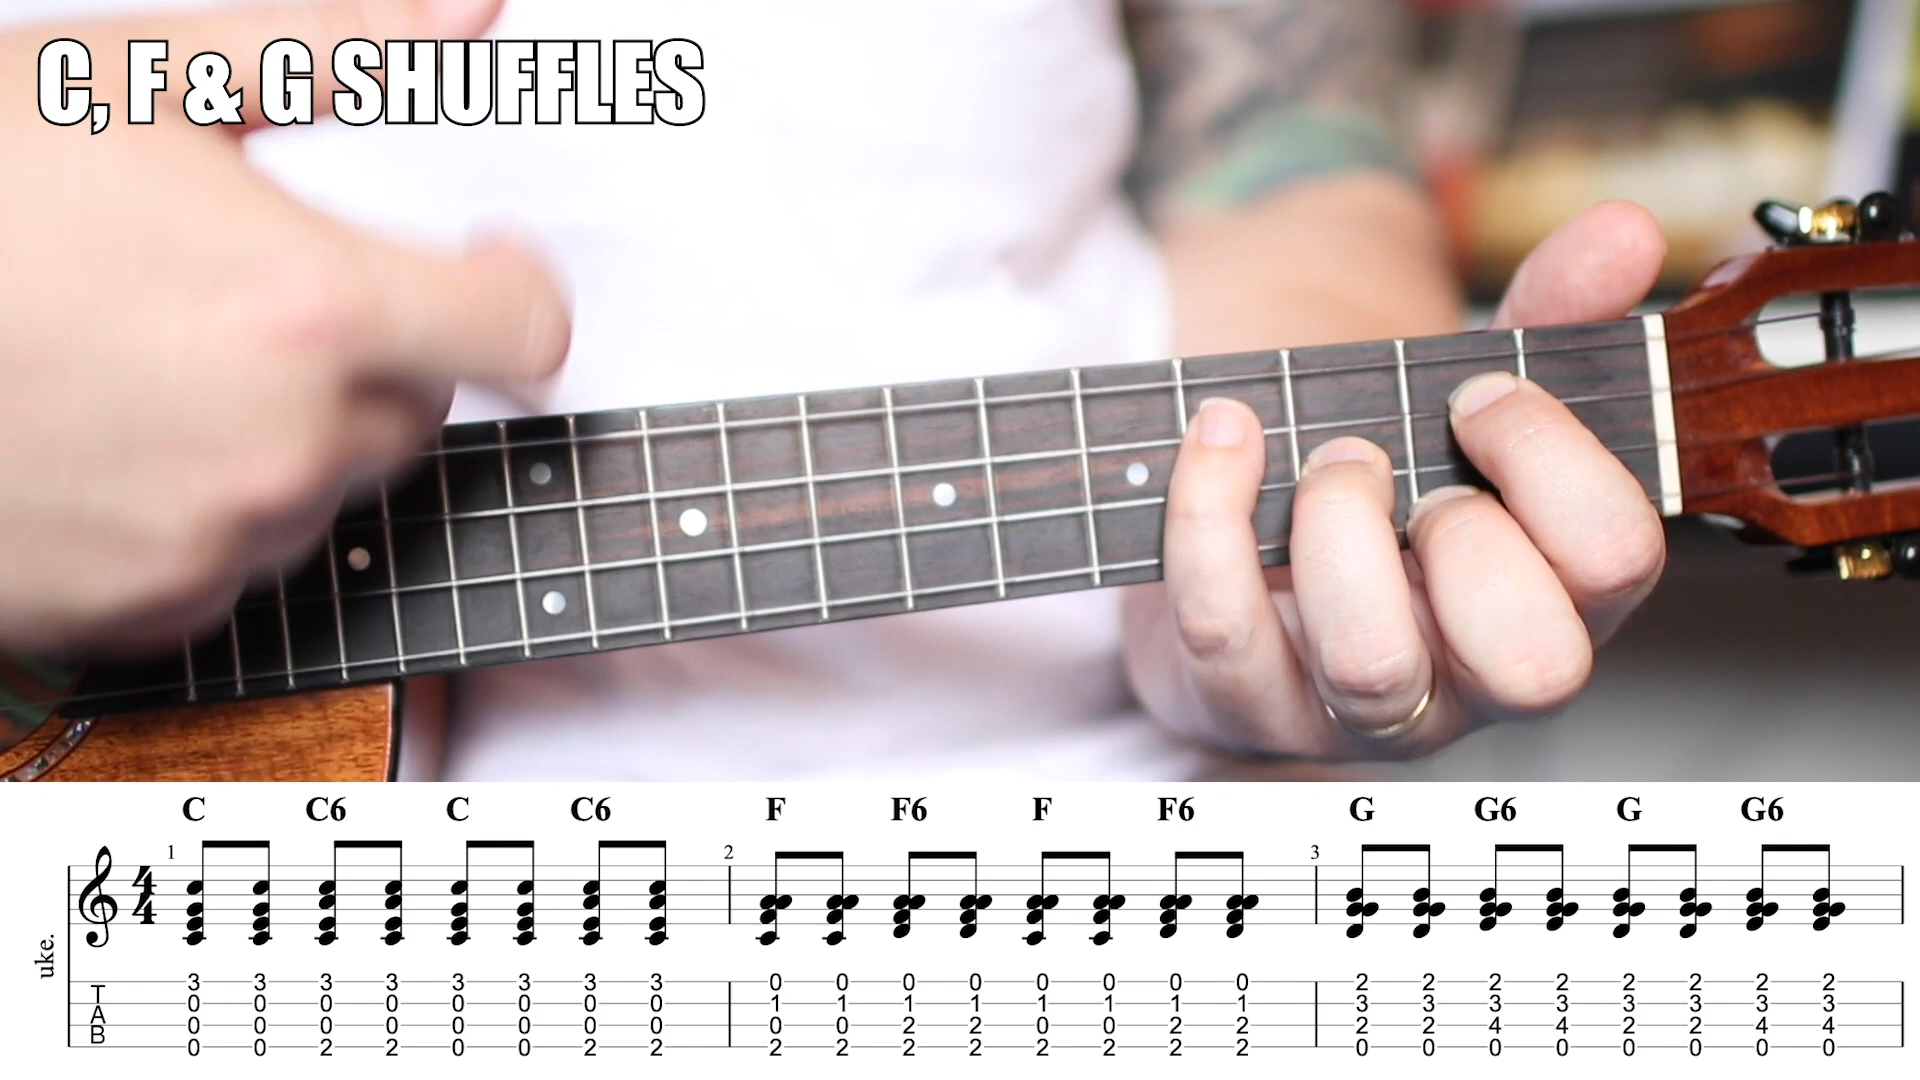 C, F & G SHUFFLES
C C6 C C6 F F6 F F6 G G6 G G6
1 2 3
4
4
uke.
T
A
B
3 3 3 3 3 3 3 3 0 0 0 0 0 0 0 0 2 2 2 2 2 2 2 2
0 0 0 0 0 0 0 0 1 1 1 1 1 1 1 1 3 3 3 3 3 3 3 3
0 0 0 0 0 0 0 0 0 0 2 2 0 0 2 2 2 2 4 4 2 2 4 4
0 0 2 2 0 0 2 2 2 2 2 2 2 2 2 2 0 0 0 0 0 0 0 0